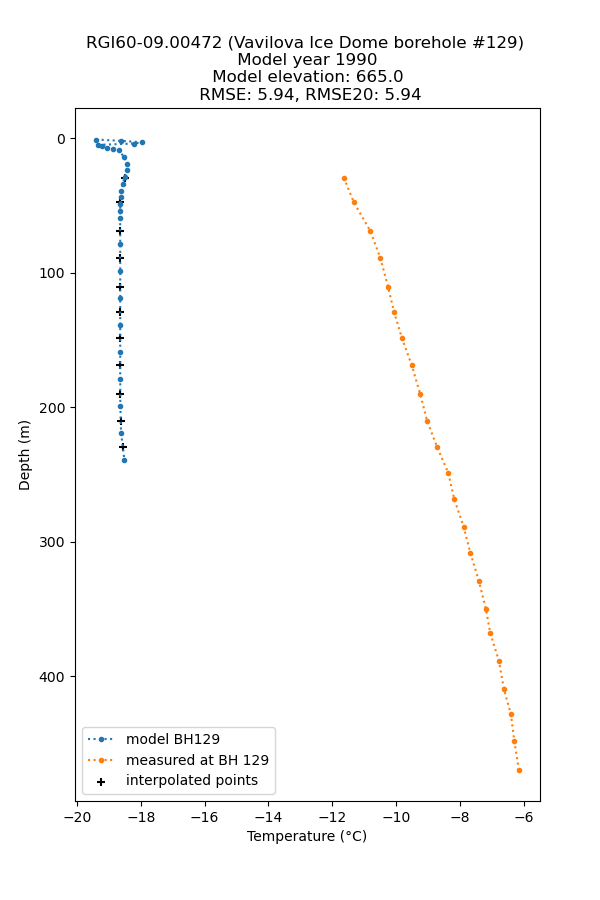 RGI60-09.00472 (Vavilova Ice Dome borehole #129)
Model year 1990
Model elevation: 665.0
RMSE: 5.94, RMSE20: 5.94
0
100
200
300
400
Depth (m)
model BH129
measured at BH 129
interpolated points
−20 −18 −16 −14 −12 −10 −8 −6
Temperature (°C)